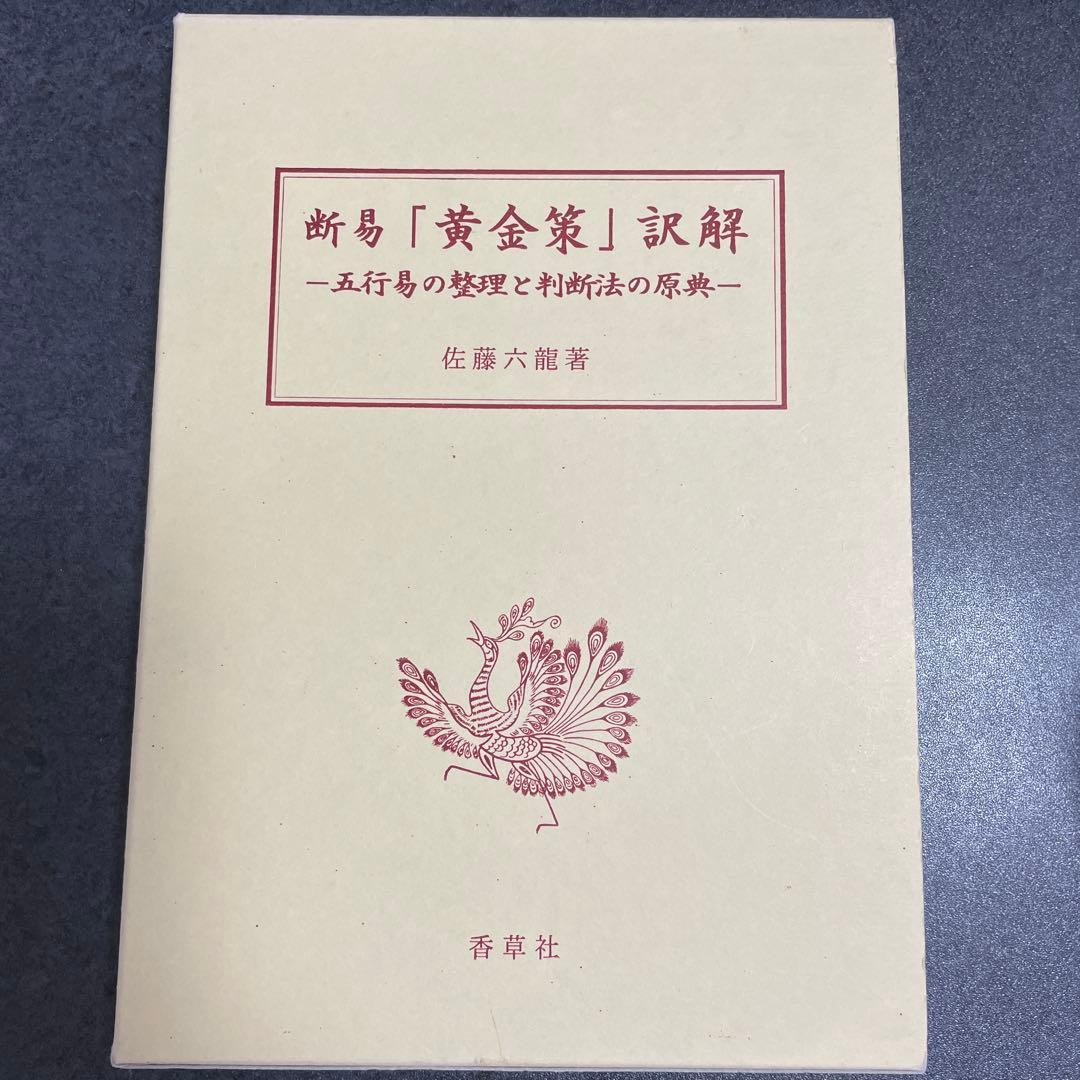 断易「黄金策」訳解
―五行易の整理と判断法の原典―
佐藤六龍著
香草社